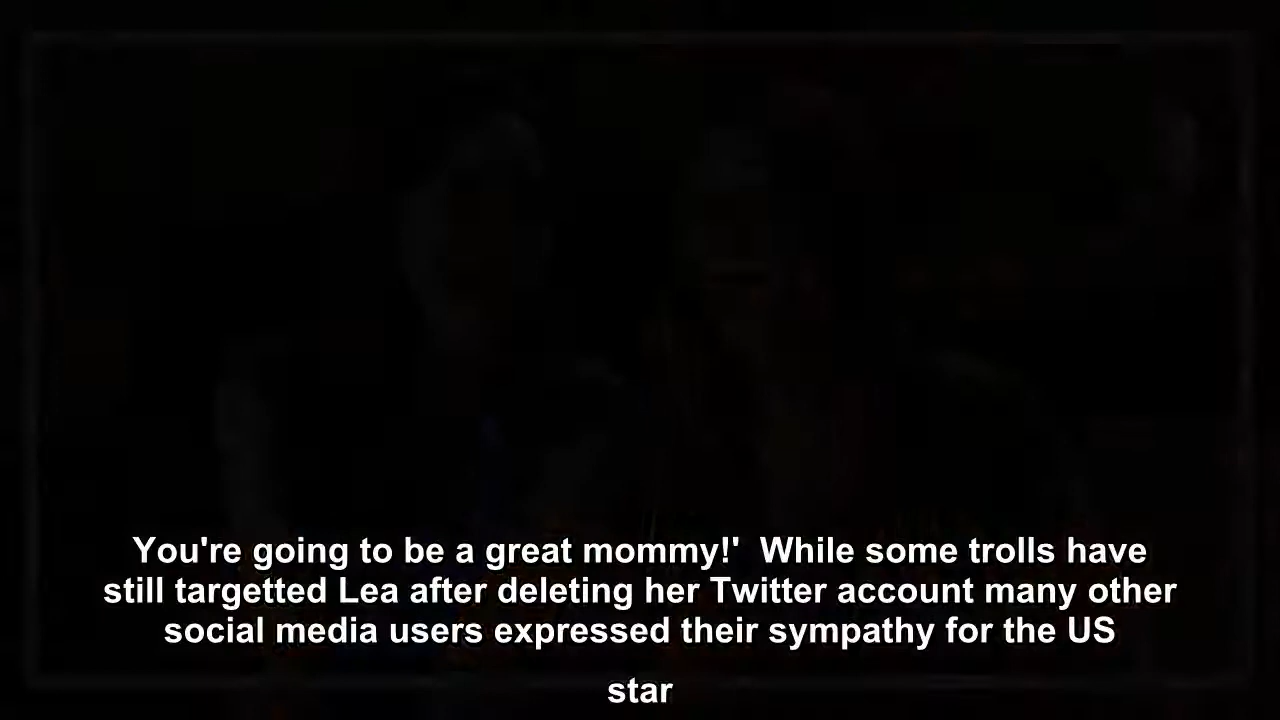 You're going to be a great mommy!'  While some trolls have
still targetted Lea after deleting her Twitter account many other
social media users expressed their sympathy for the US
star